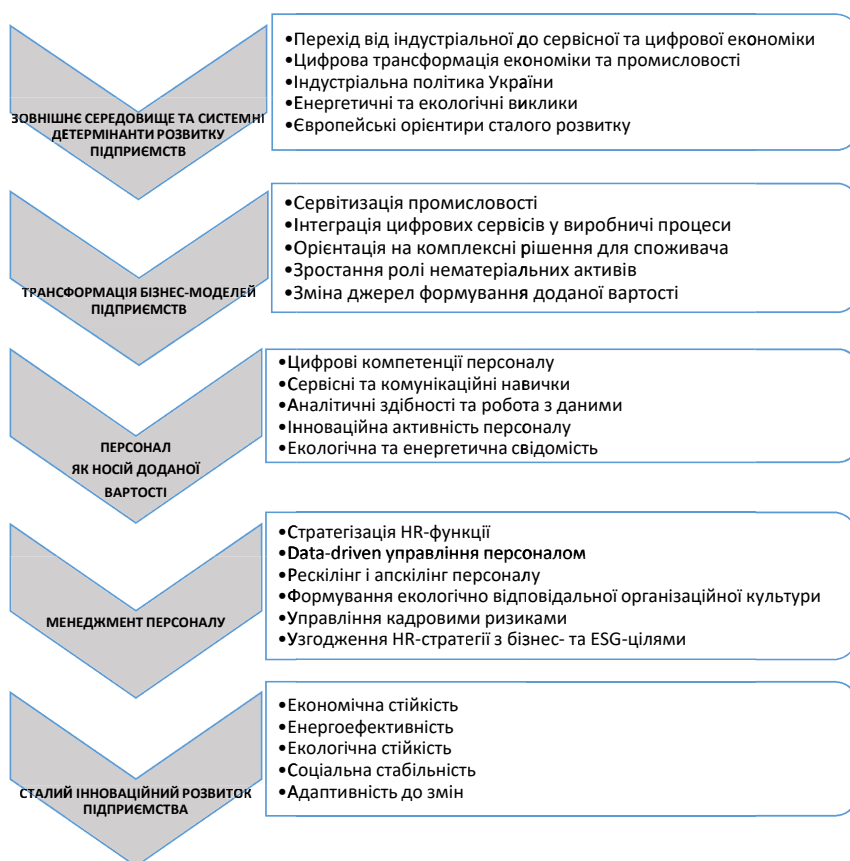 •Перехід від індустріальної до сервісної та цифрової економіки
•Цифрова трансформація економіки та промисловості
•Індустріальна політика України
•Енергетичні та екологічні виклики
•Європейські орієнтири сталого розвитку
ЗОВНІШНЄ СЕРЕДОВИЩЕ ТА СИСТЕМНІ
ДЕТЕРМІНАНТИ РОЗВИТКУ
ПІДПРИЄМСТВ
•Сервітизація промисловості
•Інтеграція цифрових сервісів у виробничі процеси
•Орієнтація на комплексні рішення для споживача
•Зростання ролі нематеріальних активів
•Зміна джерел формування доданої вартості
ТРАНСФОРМАЦІЯ БІЗНЕС-МОДЕЛЕЙ
ПІДПРИЄМСТВ
•Цифрові компетенції персоналу
•Сервісні та комунікаційні навички
•Аналітичні здібності та робота з даними
•Інноваційна активність персоналу
•Екологічна та енергетична свідомість
ПЕРСОНАЛ
ЯК НОСІЙ ДОДАНОЇ
ВАРТОСТІ
•Стратегізація HR-функції
•Data-driven управління персоналом
•Рескілінг і апскілінг персоналу
•Формування екологічно відповідальної організаційної культури
•Управління кадровими ризиками
•Узгодження HR-стратегії з бізнес- та ESG-цілями
МЕНЕДЖМЕНТ ПЕРСОНАЛУ
•Економічна стійкість
•Енергоефективність
•Екологічна стійкість
•Соціальна стабільність
•Адаптивність до змін
СТАЛИЙ ІННОВАЦІЙНИЙ РОЗВИТОК
ПІДПРИЄМСТВА